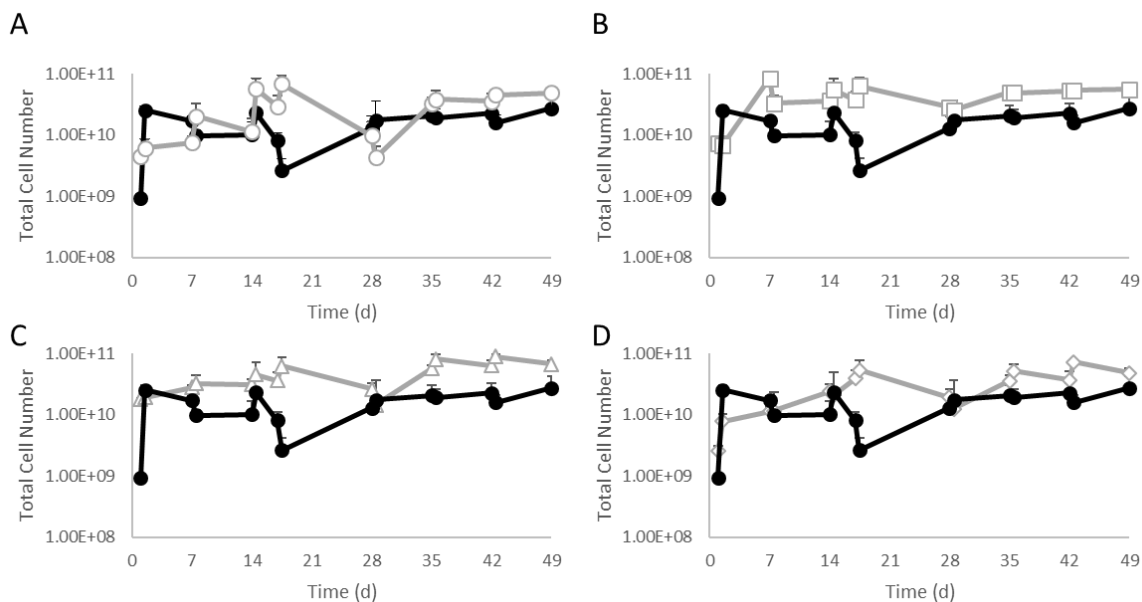 A
Total Cell Number
1.00E+11
1.00E+10
1.00E+09
1.00E+08
0 7 14 21 28 35 42 49
Time (d)
B
Total Cell Number
1.00E+11
1.00E+10
1.00E+09
1.00E+08
0 7 14 21 28 35 42 49
Time (d)
C
Total Cell Number
1.00E+11
1.00E+10
1.00E+09
1.00E+08
0 7 14 21 28 35 42 49
Time (d)
D
Total Cell Number
1.00E+11
1.00E+10
1.00E+09
1.00E+08
0 7 14 21 28 35 42 49
Time (d)